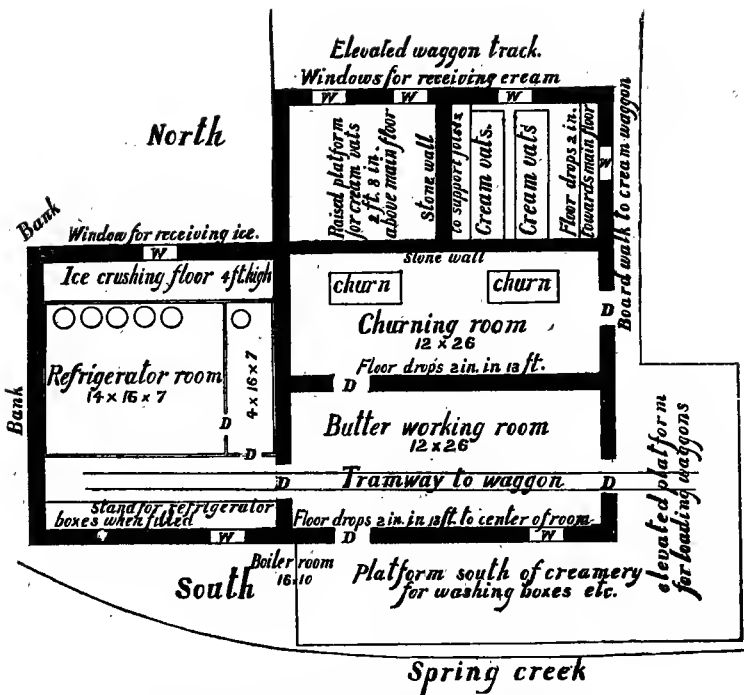 Elevated waggon track.
Windows for receiving cream
W
W
W
North
Raised platform
for cream vats
2 ft. 8 in.
above main floor
Stone wall
to support joists
Cream vats.
Cream vats
Floor drops 2 in.
towards main floor
W
Board walk to cream waggon
Bank
Window for receiving ice.
W
Ice crushing floor 4 ft high
Stone wall
churn
churn
D
Churning room
12 x 26
Floor drops 2 in. in 13 ft.
D
Bank
Refrigerator room
14 x 16 x 7
4 x 16 x 7
D
D
Butter working room
12 x 26
D
Tramway to waggon
D
Stand for refrigerator
boxes when filled
Floor drops 2 in. in 13 ft. to center of room
W
D
W
elevated platform
for loading waggons
South
Boiler room
16 x 10
Platform south of creamery
for washing boxes etc.
Spring creek